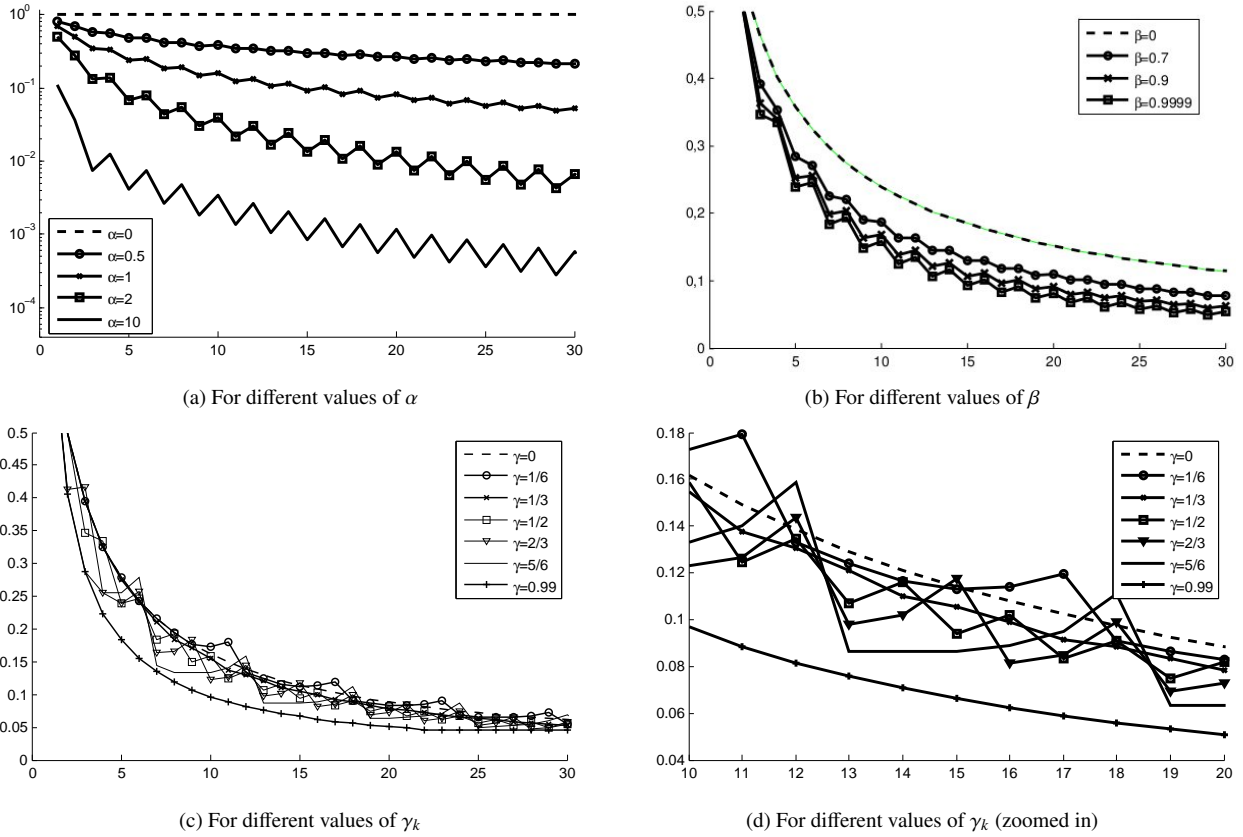 10^0
10^-1
10^-2
10^-3
10^-4
α=0
α=0.5
α=1
α=2
α=10
0 5 10 15 20 25 30
(a) For different values of α
0,5
0,4
0,3
0,2
0,1
0
β=0
β=0.7
β=0.9
β=0.9999
0 5 10 15 20 25 30
(b) For different values of β
0.5
0.45
0.4
0.35
0.3
0.25
0.2
0.15
0.1
0.05
0
γ=0
γ=1/6
γ=1/3
γ=1/2
γ=2/3
γ=5/6
γ=0.99
0 5 10 15 20 25 30
(c) For different values of γk
0.18
0.16
0.14
0.12
0.1
0.08
0.06
0.04
γ=0
γ=1/6
γ=1/3
γ=1/2
γ=2/3
γ=5/6
γ=0.99
10 11 12 13 14 15 16 17 18 19 20
(d) For different values of γk (zoomed in)